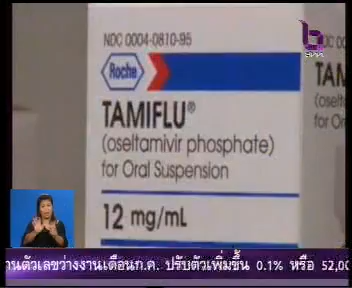 NDC 0004-0810-95
Roche
TAMIFLU®
(oseltamivir phosphate)
for Oral Suspension
12 mg/mL
TAM
(oselt
for Or
านตัวเลขว่างงานเดือนก.ค. ปรับตัวเพิ่มขึ้น 0.1% หรือ 52,00